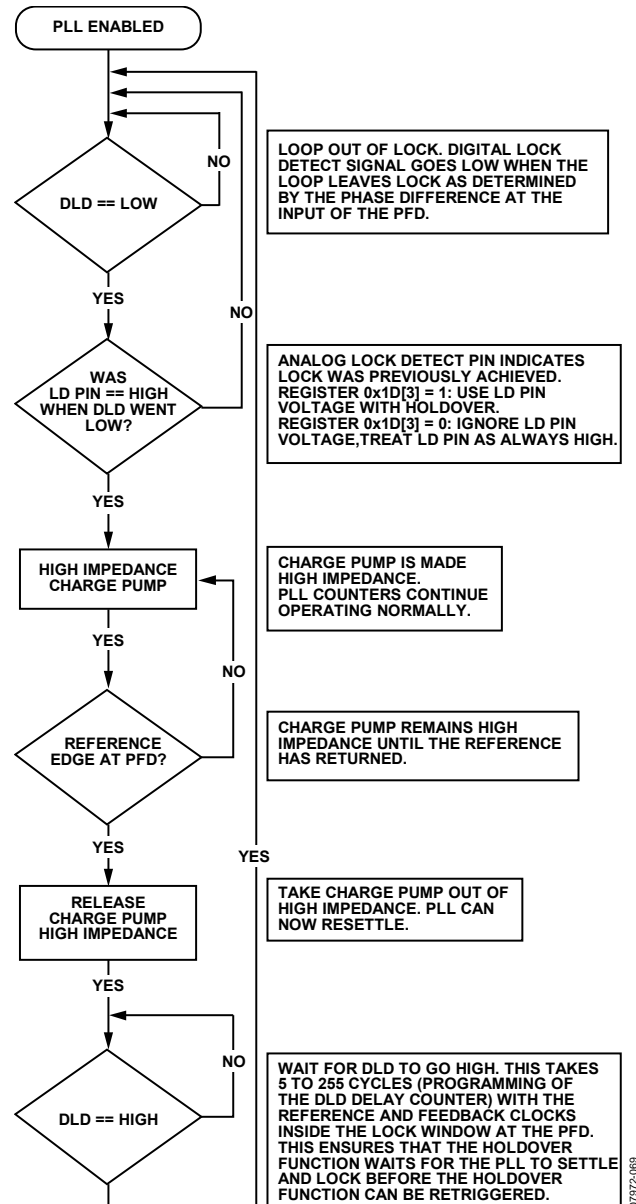 PLL ENABLED
NO
DLD == LOW
LOOP OUT OF LOCK. DIGITAL LOCK
DETECT SIGNAL GOES LOW WHEN THE
LOOP LEAVES LOCK AS DETERMINED
BY THE PHASE DIFFERENCE AT THE
INPUT OF THE PFD.
YES
NO
WAS
LD PIN == HIGH
WHEN DLD WENT
LOW?
ANALOG LOCK DETECT PIN INDICATES
LOCK WAS PREVIOUSLY ACHIEVED.
REGISTER 0x1D[3] = 1: USE LD PIN
VOLTAGE WITH HOLDOVER.
REGISTER 0x1D[3] = 0: IGNORE LD PIN
VOLTAGE,TREAT LD PIN AS ALWAYS HIGH.
YES
HIGH IMPEDANCE
CHARGE PUMP
CHARGE PUMP IS MADE
HIGH IMPEDANCE.
PLL COUNTERS CONTINUE
OPERATING NORMALLY.
YES
NO
REFERENCE
EDGE AT PFD?
CHARGE PUMP REMAINS HIGH
IMPEDANCE UNTIL THE REFERENCE
HAS RETURNED.
YES
YES
RELEASE
CHARGE PUMP
HIGH IMPEDANCE
TAKE CHARGE PUMP OUT OF
HIGH IMPEDANCE. PLL CAN
NOW RESETTLE.
YES
NO
DLD == HIGH
WAIT FOR DLD TO GO HIGH. THIS TAKES
5 TO 255 CYCLES (PROGRAMMING OF
THE DLD DELAY COUNTER) WITH THE
REFERENCE AND FEEDBACK CLOCKS
INSIDE THE LOCK WINDOW AT THE PFD.
THIS ENSURES THAT THE HOLDOVER
FUNCTION WAITS FOR THE PLL TO SETTLE
AND LOCK BEFORE THE HOLDOVER
FUNCTION CAN BE RETRIGGERED.
07972-069